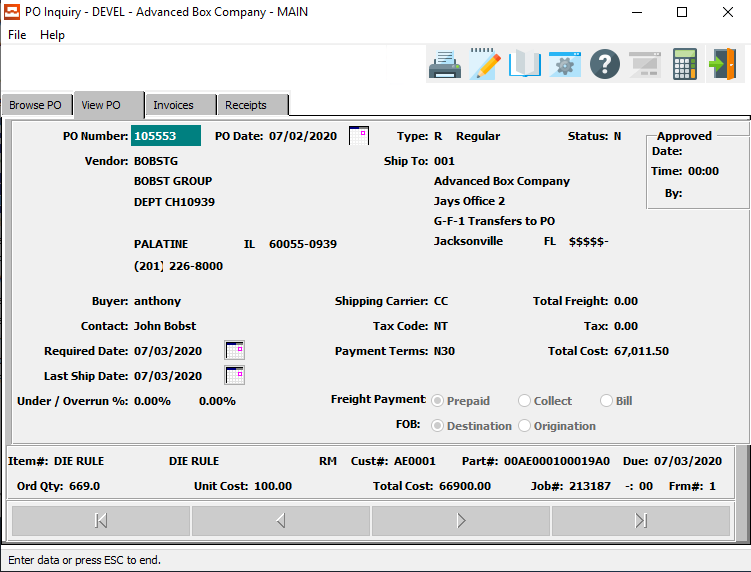 PO Inquiry - DEVEL - Advanced Box Company - MAIN
File Help
Browse PO View PO Invoices Receipts
PO Number: 105553 PO Date: 07/02/2020 Type: R Regular Status: N Approved
Date:
Vendor: BOBSTG Ship To: 001
Time: 00:00
BOBST GROUP Advanced Box Company
By:
DEPT CH10939 Jays Office 2
G-F-1 Transfers to PO
PALATINE IL 60055-0939 Jacksonville FL $$$$$-
(201) 226-8000
Buyer: anthony Shipping Carrier: CC Total Freight: 0.00
Contact: John Bobst Tax Code: NT Tax: 0.00
Required Date: 07/03/2020 Payment Terms: N30 Total Cost: 67,011.50
Last Ship Date: 07/03/2020
Under / Overrun %: 0.00% 0.00% Freight Payment Prepaid Collect Bill
FOB: Destination Origination
Item#: DIE RULE DIE RULE RM Cust#: AE0001 Part#: 00AE000100019A0 Due: 07/03/2020
Ord Qty: 669.0 Unit Cost: 100.00 Total Cost: 66900.00 Job#: 213187 -: 00 Frm#: 1
Enter data or press ESC to end.